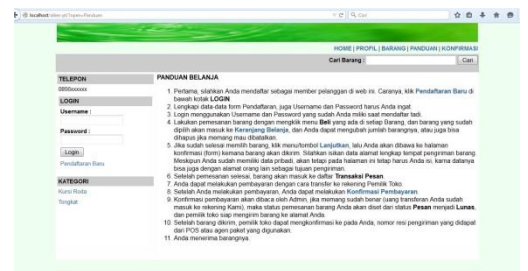 localhost
Cari
HOME | PROFIL | BARANG | PANDUAN | KONFIRMASI
Cari Barang :
Cari
TELEPON
LOGIN
Username :
Password :
Login
Pendaftaran Baru
KATEGORI
Kursi Roda
Tongkat
PANDUAN BELANJA
1. Pertama, silahkan Anda mendaftar sebagai member pelanggan di web ini. Caranya, klik Pendaftaran Baru di
bawah kotak LOGIN.
2. Lengkapi data-data form Pendaftaran, juga Username dan Password harus Anda ingat.
3. Login menggunakan Username dan Password yang sudah Anda miliki saat mendaftar tadi.
4. Lakukan pemesanan barang dengan mengklik menu Beli yang ada di setiap Barang, dan barang yang sudah
dipilih akan masuk ke Keranjang Belanja, dan Anda dapat mengubah jumlah barangnya, atau juga bisa
dihapus jika memang mau dibatalkan.
5. Jika sudah selesai memilih barang, klik menu/tombol Lanjutkan, lalu Anda akan dibawa ke halaman
konfirmasi (form) kemana barang akan dikirim. Silahkan isikan data alamat lengkap tempat pengiriman barang.
Meskipun Anda sudah memiliki data pribadi, akan tetapi pada halaman ini tetap harus Anda isi, karna datanya
bisa juga dengan alamat orang lain sebagai tujuan pengiriman.
6. Setelah pemesanan selesai, barang akan masuk ke daftar Transaksi Pesan.
7. Anda dapat melakukan pembayaran dengan cara transfer ke rekening Pemilik Toko.
8. Setelah Anda melakukan pembayaran, Anda dapat melakukan Konfirmasi Pembayaran.
9. Konfirmasi pembayaran akan dibaca oleh Admin, jika memang sudah benar (uang transferan Anda sudah
masuk ke rekening Kami), maka status pemesanan barang Anda akan diset dari status Pesan menjadi Lunas,
dan pemilik toko siap mengirim barang ke alamat Anda.
10. Setelah barang dikirim, pemilik toko dapat mengkonfirmasi ke pada Anda, nomor resi pengiriman yang didapat
dari POS atau agen paket yang digunakan.
11. Anda menerima barangnya.